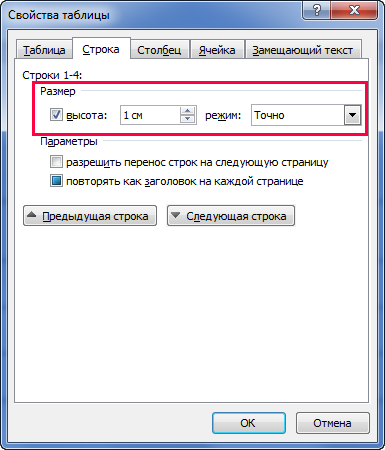 Свойства таблицы
Таблица Строка Столбец Ячейка Замещающий текст
Строки 1-4:
Размер
высота: 1 см режим: Точно
Параметры
разрешить перенос строк на следующую страницу
повторять как заголовок на каждой странице
Предыдущая строка Следующая строка
ОК Отмена